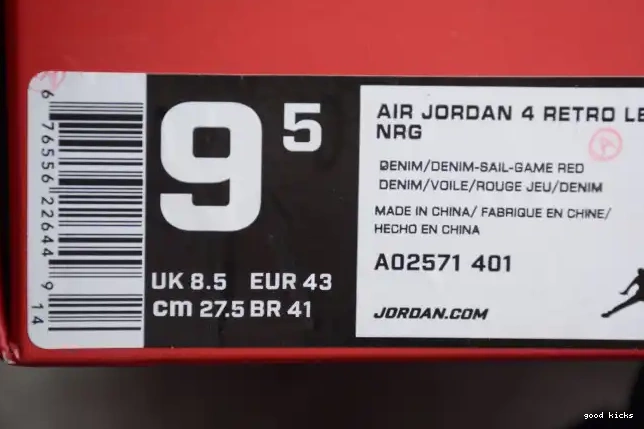 6 76556 22644 9 14
9 5
AIR JORDAN 4 RETRO LE
NRG
DENIM/DENIM-SAIL-GAME RED
DENIM/VOILE/ROUGE JEU/DENIM
MADE IN CHINA/ FABRIQUE EN CHINE/
HECHO EN CHINA
UK 8.5 EUR 43
cm 27.5 BR 41
AO2571 401
JORDAN.COM
good kicks